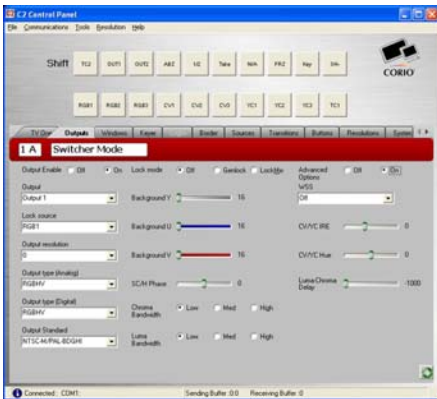 C2 Control Panel
File Communications Tools Resolution Help
Shift TC2 OUT1 OUT2 ABZ 1/2 Take N/A FRZ Key
CORIO
RGB1 RGB2 RGB3 CV1 CV2 CV3 YC1 YC2 YC3 TC1
Outputs Windows Keyer Border Sources Transitions Buttons Resolutions System
1 A Switcher Mode
Output Enable Off On Lock mode Off Genlock LockMix Advanced Options Off On
Output
Output 1
Background Y 16
WSS
Off
Lock source
RGB1
Background U 16
CV/YC IRE 0
Output resolution
0
Background V 16
CV/YC Hue 0
Output type (Analog)
RGBHV
SC/H Phase 0
Luma-Chroma Delay -1000
Output type (Digital)
RGBHV
Chroma Bandwidth Low Med High
Output Standard
NTSC-M/PAL-BDGHI
Luma Bandwidth Low Med High
Connected: COM1: Sending Buffer :0:0 Receiving Buffer :0